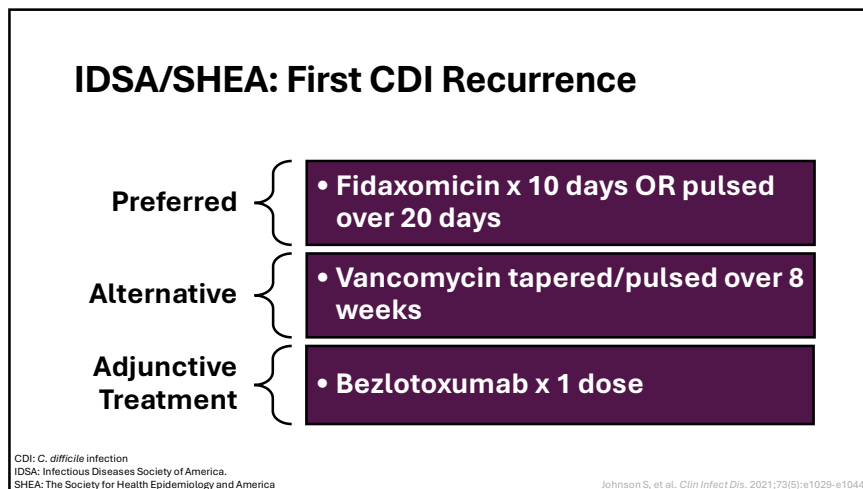 IDSA/SHEA: First CDI Recurrence
Preferred
• Fidaxomicin x 10 days OR pulsed
over 20 days
Alternative
• Vancomycin tapered/pulsed over 8
weeks
Adjunctive
Treatment
• Bezlotoxumab x 1 dose
CDI: C. difficile infection
IDSA: Infectious Diseases Society of America.
SHEA: The Society for Health Epidemiology and America
Johnson S, et al. Clin Infect Dis. 2021;73(5):e1029-e1044